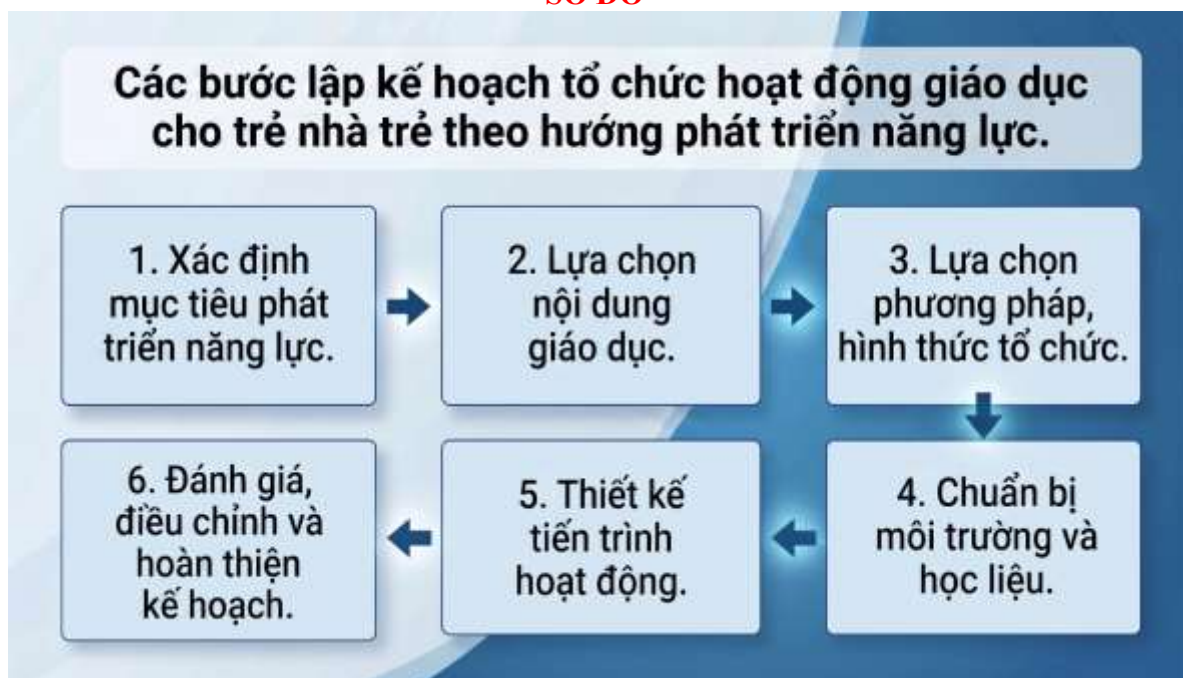 SƠ ĐỒ
Các bước lập kế hoạch tổ chức hoạt động giáo dục
cho trẻ nhà trẻ theo hướng phát triển năng lực.
1. Xác định
mục tiêu phát
triển năng lực.
2. Lựa chọn
nội dung
giáo dục.
3. Lựa chọn
phương pháp,
hình thức tổ chức.
4. Chuẩn bị
môi trường và
học liệu.
5. Thiết kế
tiến trình
hoạt động.
6. Đánh giá,
điều chỉnh và
hoàn thiện
kế hoạch.